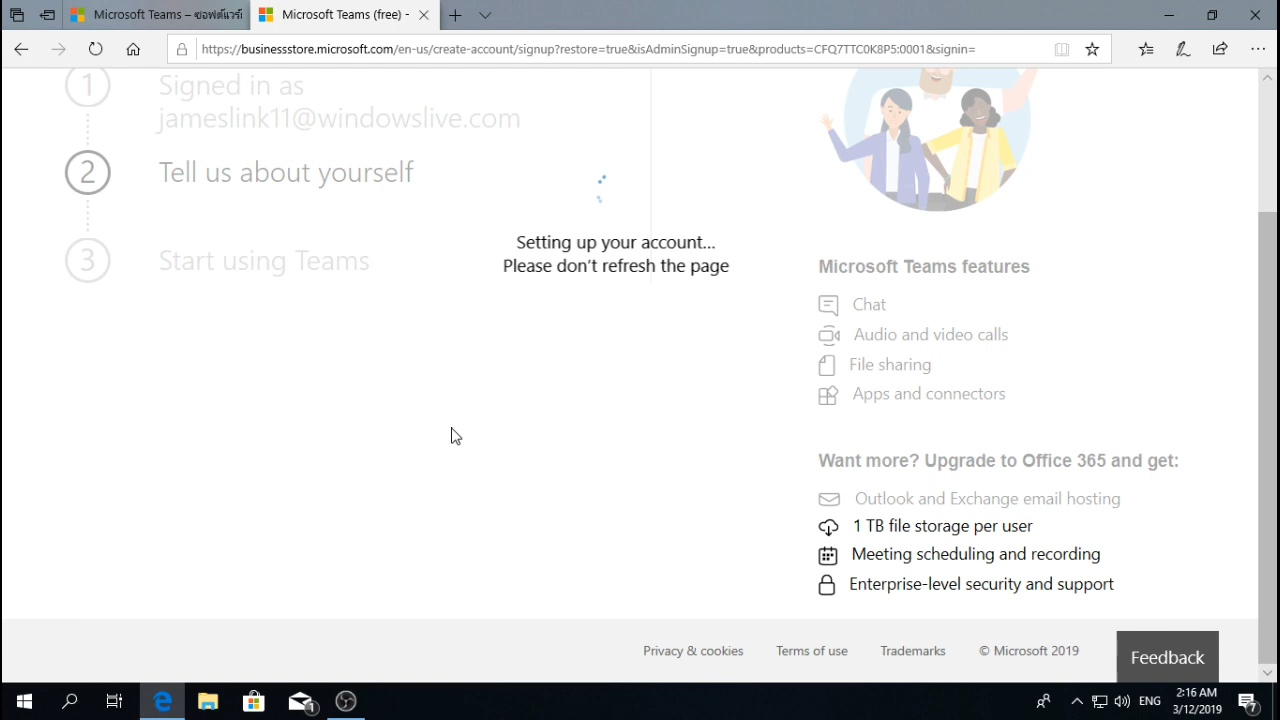 Microsoft Teams – ซอฟต์แวร์
Microsoft Teams (free) -
https://businessstore.microsoft.com/en-us/create-account/signup?restore=true&isAdminSignup=true&products=CFQ7TTC0K8P5:0001&signin=
1
Signed in as
jameslink11@windowslive.com
2
Tell us about yourself
3
Start using Teams
Setting up your account...
Please don't refresh the page
Microsoft Teams features
Chat
Audio and video calls
File sharing
Apps and connectors
Want more? Upgrade to Office 365 and get:
Outlook and Exchange email hosting
1 TB file storage per user
Meeting scheduling and recording
Enterprise-level security and support
Privacy & cookies
Terms of use
Trademarks
© Microsoft 2019
Feedback
1
ENG
2:16 AM
3/12/2019
7